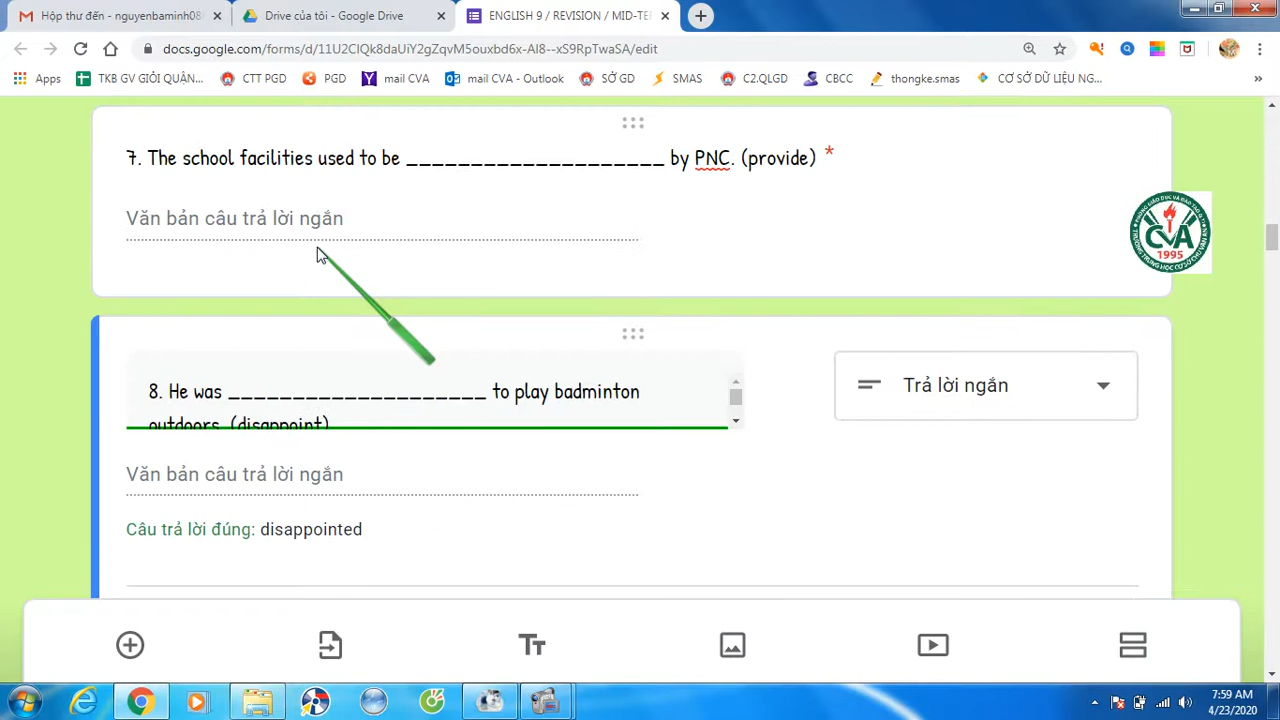 Hộp thư đến - nguyenbaminh08
Drive của tôi - Google Drive
ENGLISH 9 / REVISION / MID-TE
docs.google.com/forms/d/11U2ClQk8daUiY2gZqwM5oixbd6x-AI8--xS9RpTwaSA/edit
Apps
TKB GV GIỎI QUÂN...
CTT PGD
PGD
mail CVA
mail CVA - Outlook
SỞ GD
SMAS
C2.QLGD
CBCC
thongke.smas
CƠ SỞ DỮ LIỆU NG...
»
7. The school facilities used to be ____________________ by PNC. (provide) *
Văn bản câu trả lời ngắn
CVA
1995
8. He was ____________________ to play badminton
outdoors. (disappoint)
Trả lời ngắn
Văn bản câu trả lời ngắn
Câu trả lời đúng: disappointed
Tт
7:59 AM
4/23/2020